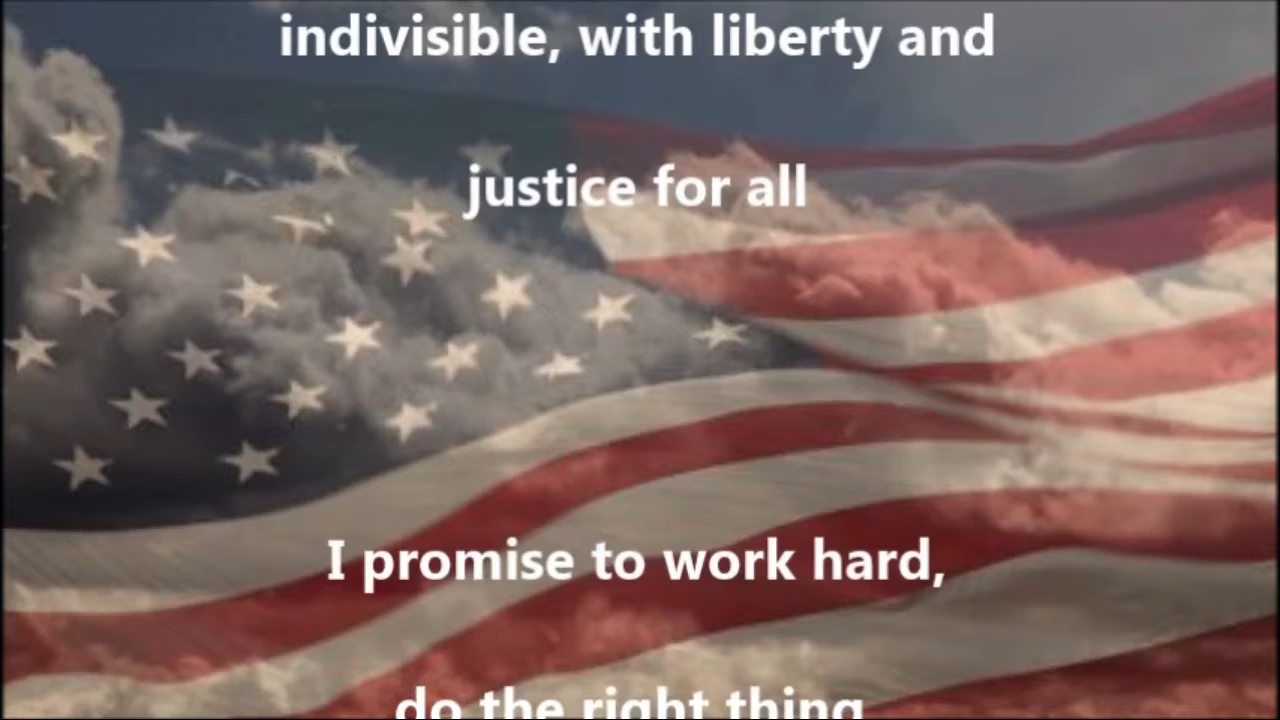 indivisible, with liberty and
justice for all
I promise to work hard,
do the right thing